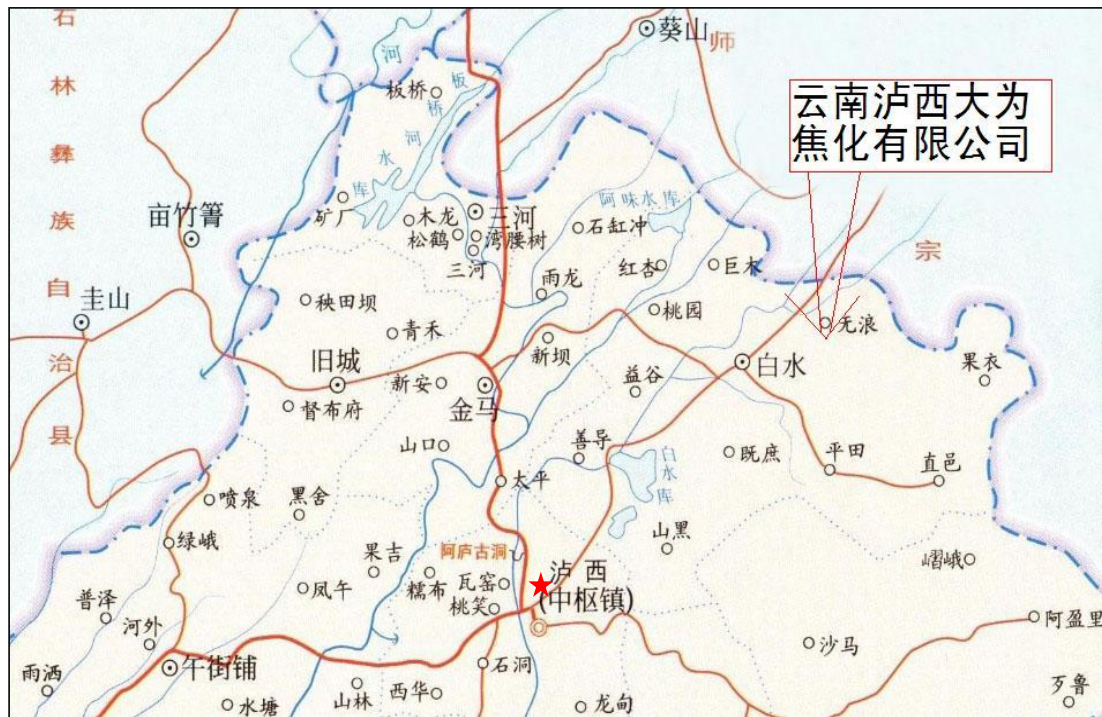 石林彝族自治县
葵山
师
宗
云南泸西大为
焦化有限公司
板桥
河
板桥河水库
阿味水库
亩竹箐
矿厂
木龙
三河
松鹤
湾腰树
三河
石缸冲
红杏
巨木
圭山
秧田坝
雨龙
桃园
无浪
青禾
新坝
旧城
新安
金马
益谷
白水
果衣
督布府
山口
善导
白水库
既庶
平田
直邑
太平
喷泉
黑舍
山黑
绿峨
果吉
阿庐古洞
泸西
(中枢镇)
嶍峨
普泽
凤午
糯布
瓦窑
桃笑
阿盈里
河外
沙马
雨洒
午街铺
石洞
山林
西华
水塘
龙甸
歹鲁